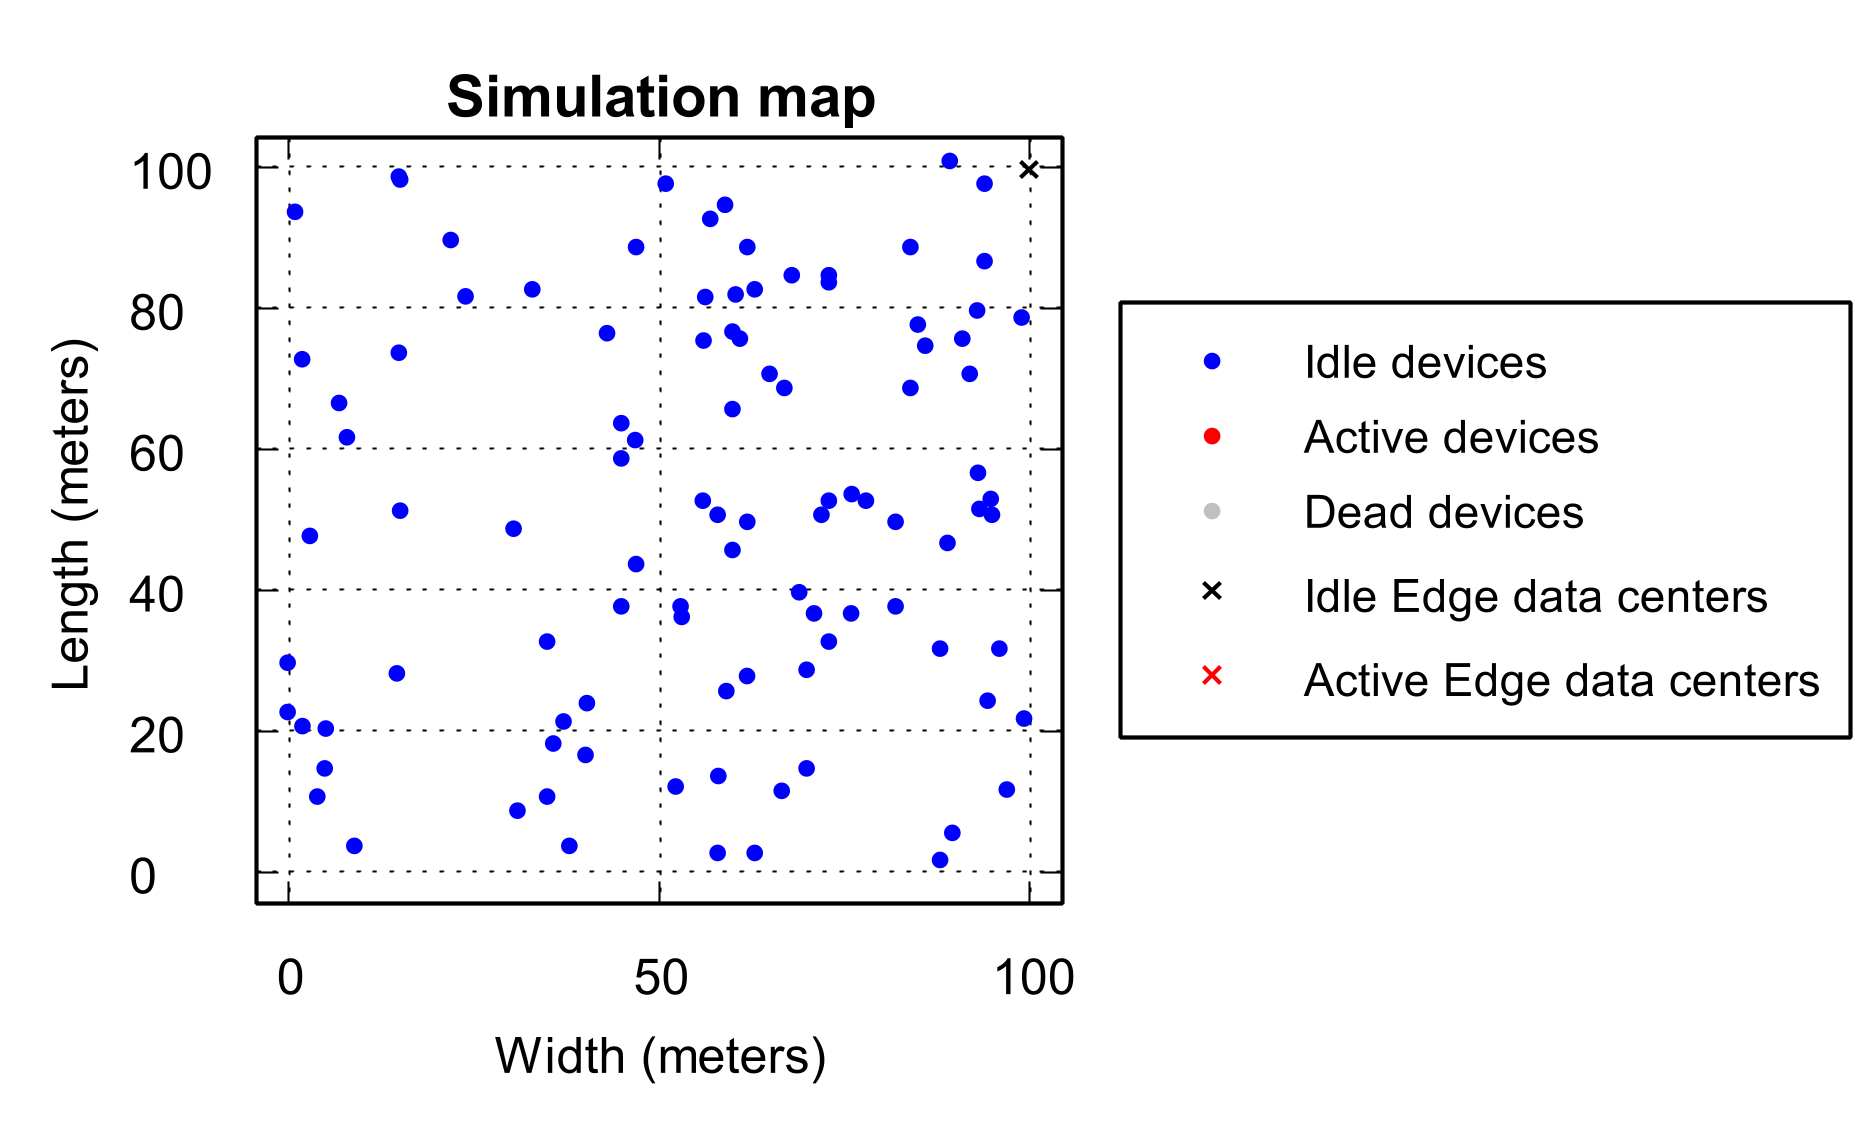 Simulation map
100
80
60
40
20
0
Length (meters)
0 50 100
Width (meters)
Idle devices
Active devices
Dead devices
Idle Edge data centers
Active Edge data centers